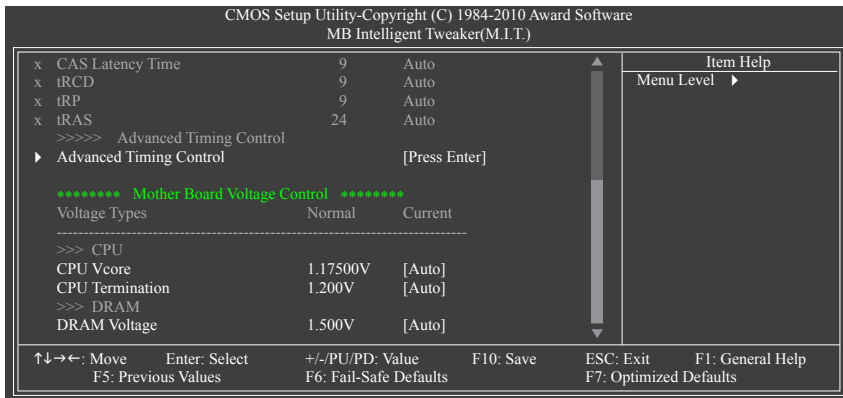 CMOS Setup Utility-Copyright (C) 1984-2010 Award Software
MB Intelligent Tweaker(M.I.T.)
x CAS Latency Time 9 Auto
x tRCD 9 Auto
x tRP 9 Auto
x tRAS 24 Auto
>>>>> Advanced Timing Control
Advanced Timing Control [Press Enter]
******** Mother Board Voltage Control ********
Voltage Types Normal Current
-----------------------------------------------------------------------------
>>> CPU
CPU Vcore 1.17500V [Auto]
CPU Termination 1.200V [Auto]
>>> DRAM
DRAM Voltage 1.500V [Auto]
Item Help
Menu Level
↑↓→←: Move Enter: Select +/-/PU/PD: Value F10: Save ESC: Exit F1: General Help
F5: Previous Values F6: Fail-Safe Defaults F7: Optimized Defaults